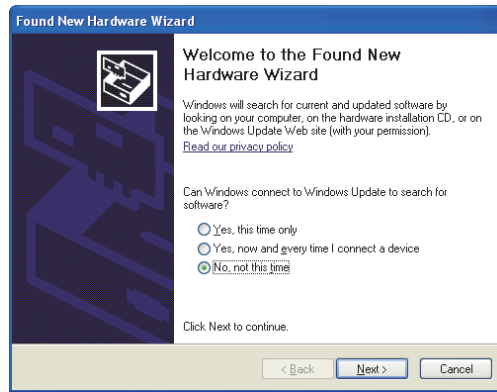 Found New Hardware Wizard
Welcome to the Found New
Hardware Wizard
Windows will search for current and updated software by
looking on your computer, on the hardware installation CD, or on
the Windows Update Web site (with your permission).
Read our privacy policy
Can Windows connect to Windows Update to search for
software?
Yes, this time only
Yes, now and every time I connect a device
No, not this time
Click Next to continue.
< Back
Next >
Cancel